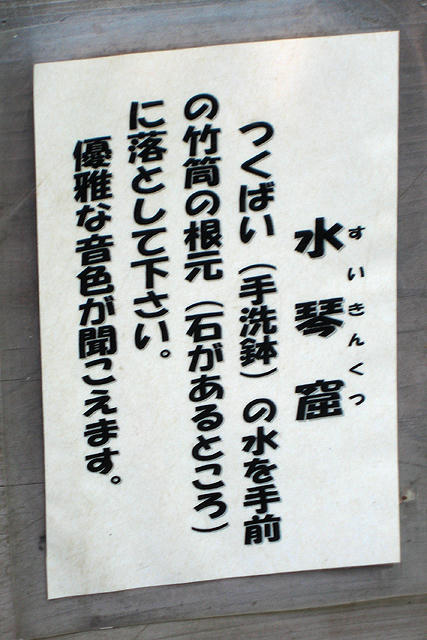 水琴窟
すいきんくつ
つくばい（手洗鉢）の水を手前
の竹筒の根元（石があるところ）
に落として下さい。
優雅な音色が聞こえます。